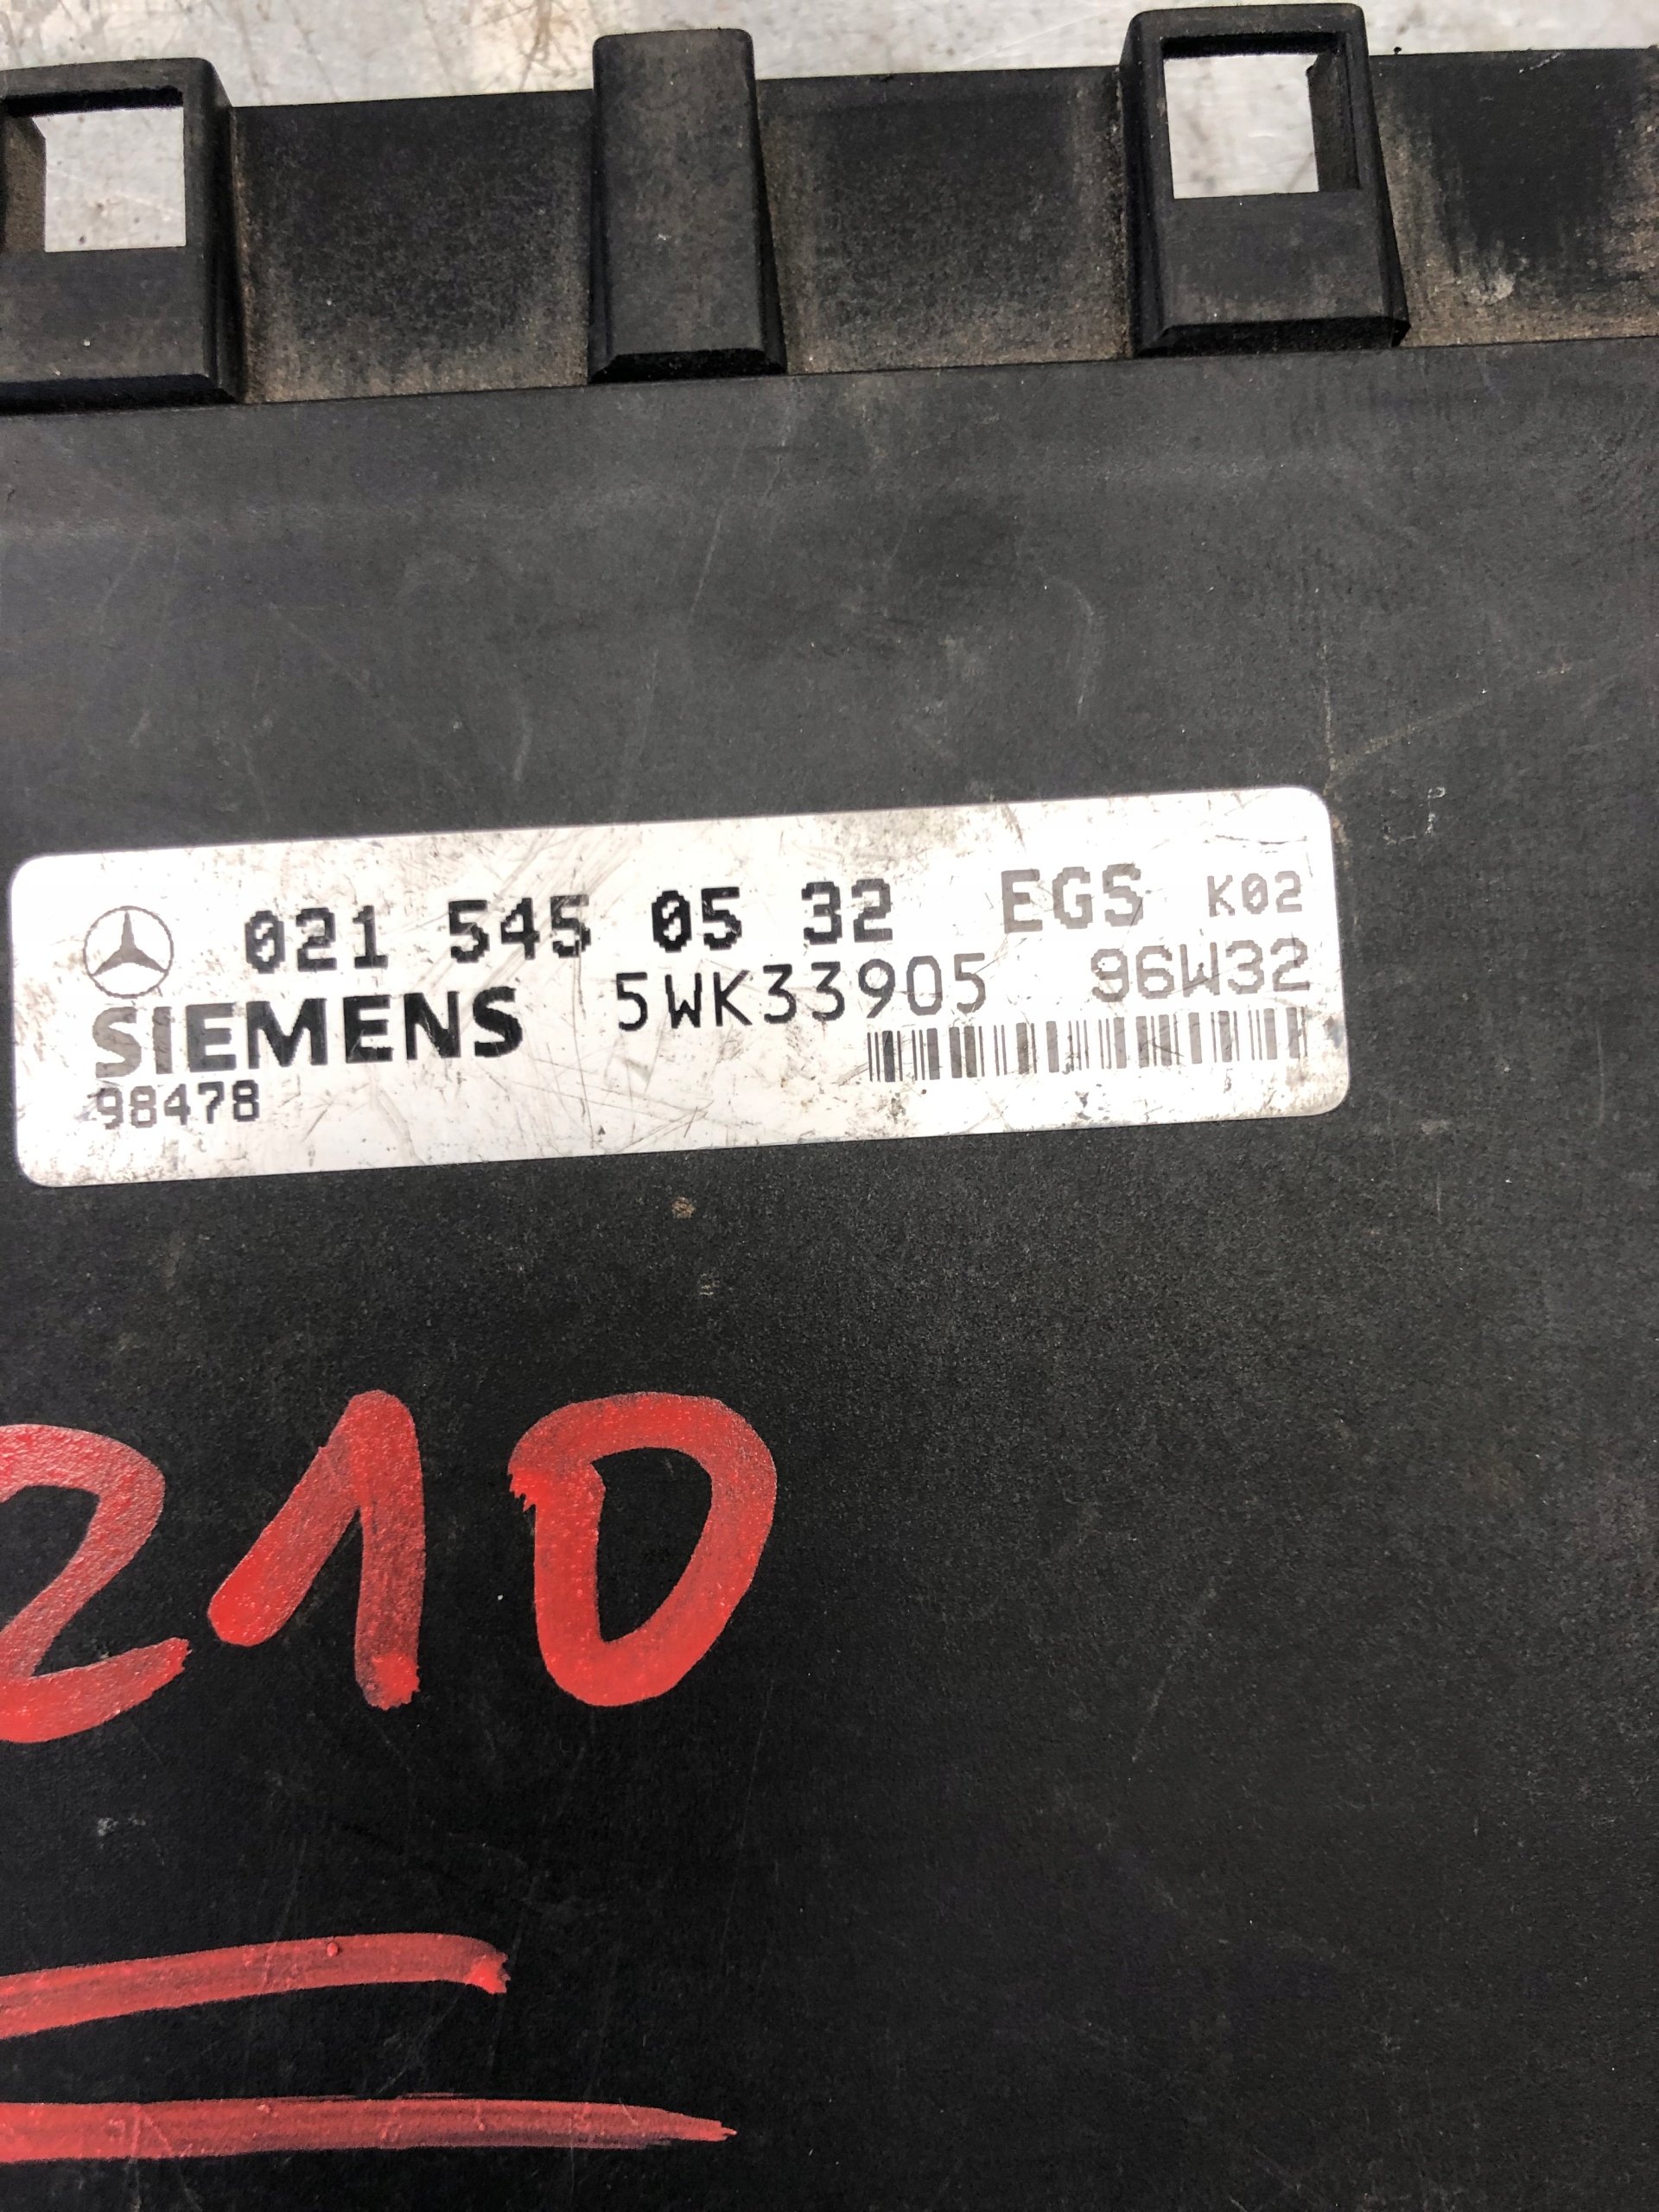 021 545 05 32 EGS K02
SIEMENS 5WK33905 96W32
98478
210